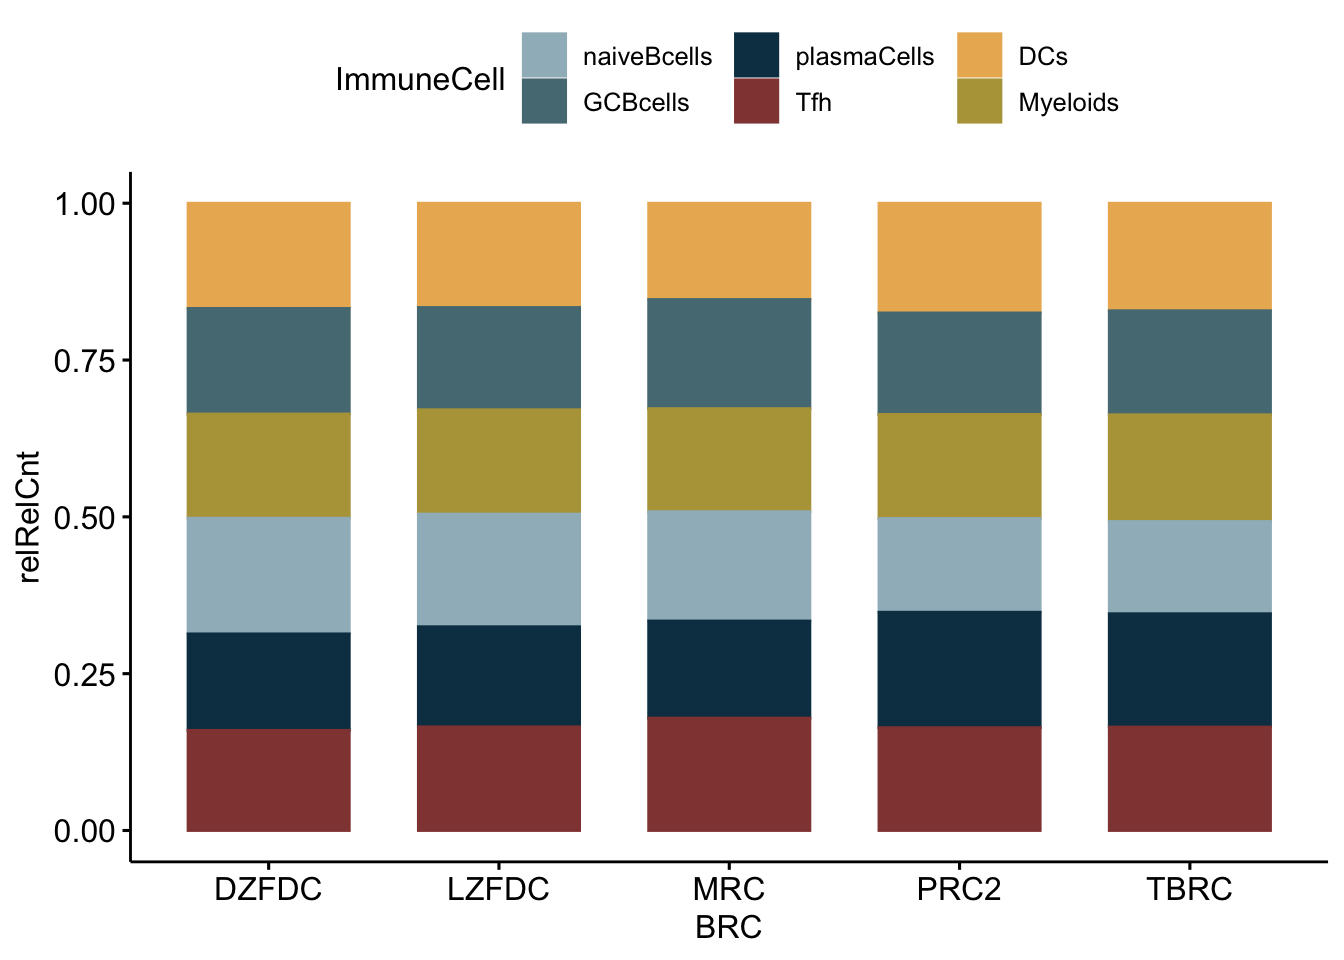 ImmuneCell
naiveBcells plasmaCells DCs
GCBcells Tfh Myeloids
1.00
0.75
0.50
0.25
0.00
relRelCnt
DZFDC LZFDC MRC PRC2 TBRC
BRC